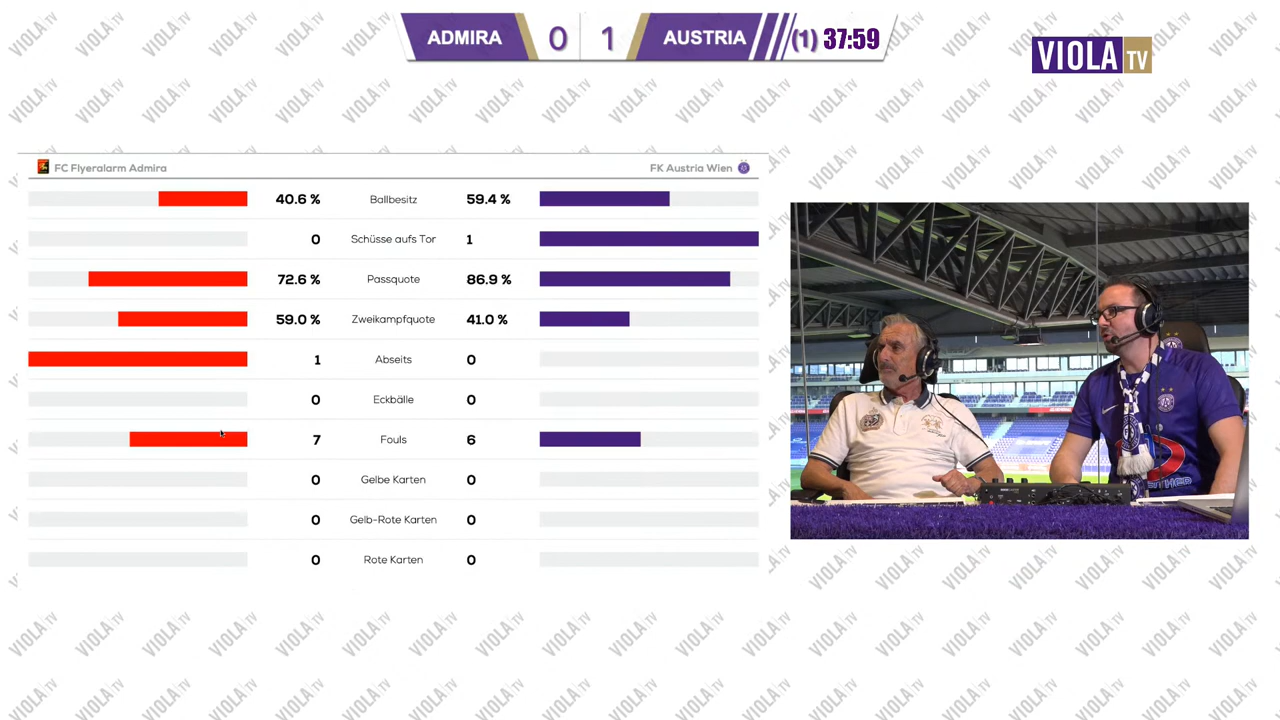 ADMIRA 0 1 AUSTRIA (1) 37:59
VIOLA TV
FC Flyeralarm Admira FK Austria Wien
40.6 % Ballbesitz 59.4 %
0 Schüsse aufs Tor 1
72.6 % Passquote 86.9 %
59.0 % Zweikampfquote 41.0 %
1 Abseits 0
0 Eckbälle 0
7 Fouls 6
0 Gelbe Karten 0
0 Gelb-Rote Karten 0
0 Rote Karten 0